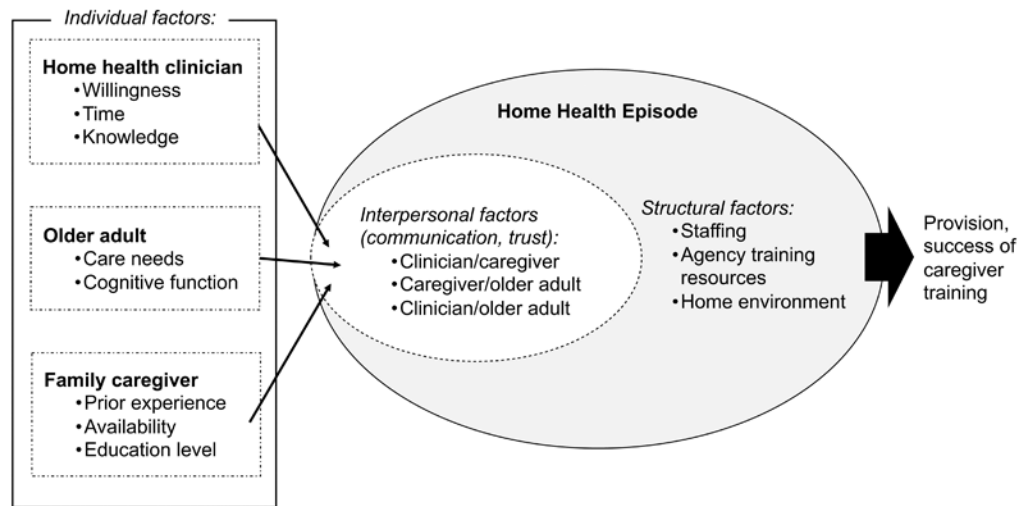 Individual factors:
Home health clinician
•Willingness
•Time
•Knowledge
Older adult
•Care needs
•Cognitive function
Family caregiver
•Prior experience
•Availability
•Education level
Home Health Episode
Interpersonal factors
(communication, trust):
•Clinician/caregiver
•Caregiver/older adult
•Clinician/older adult
Structural factors:
•Staffing
•Agency training
resources
•Home environment
Provision,
success of
caregiver
training